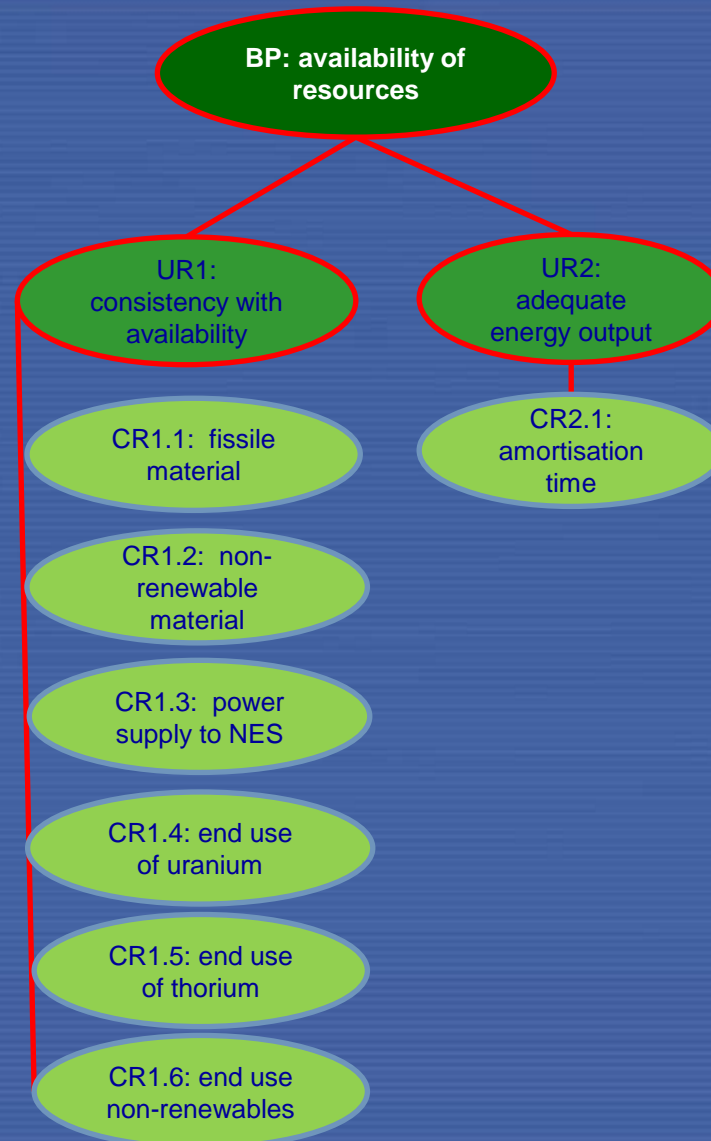 BP: availability of
resources
UR1:
consistency with
availability
UR2:
adequate
energy output
CR1.1:  fissile
material
CR2.1:
amortisation
time
CR1.2:  non-
renewable
material
CR1.3:  power
supply to NES
CR1.4: end use
of uranium
CR1.5: end use
of thorium
CR1.6: end use
non-renewables